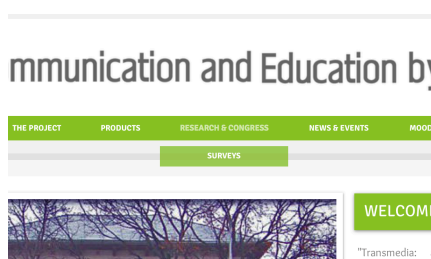 mmunication and Education by
THE PROJECT PRODUCTS RESEARCH & CONGRESS NEWS & EVENTS MOOD
SURVEYS
WELCOM
"Transmedia: